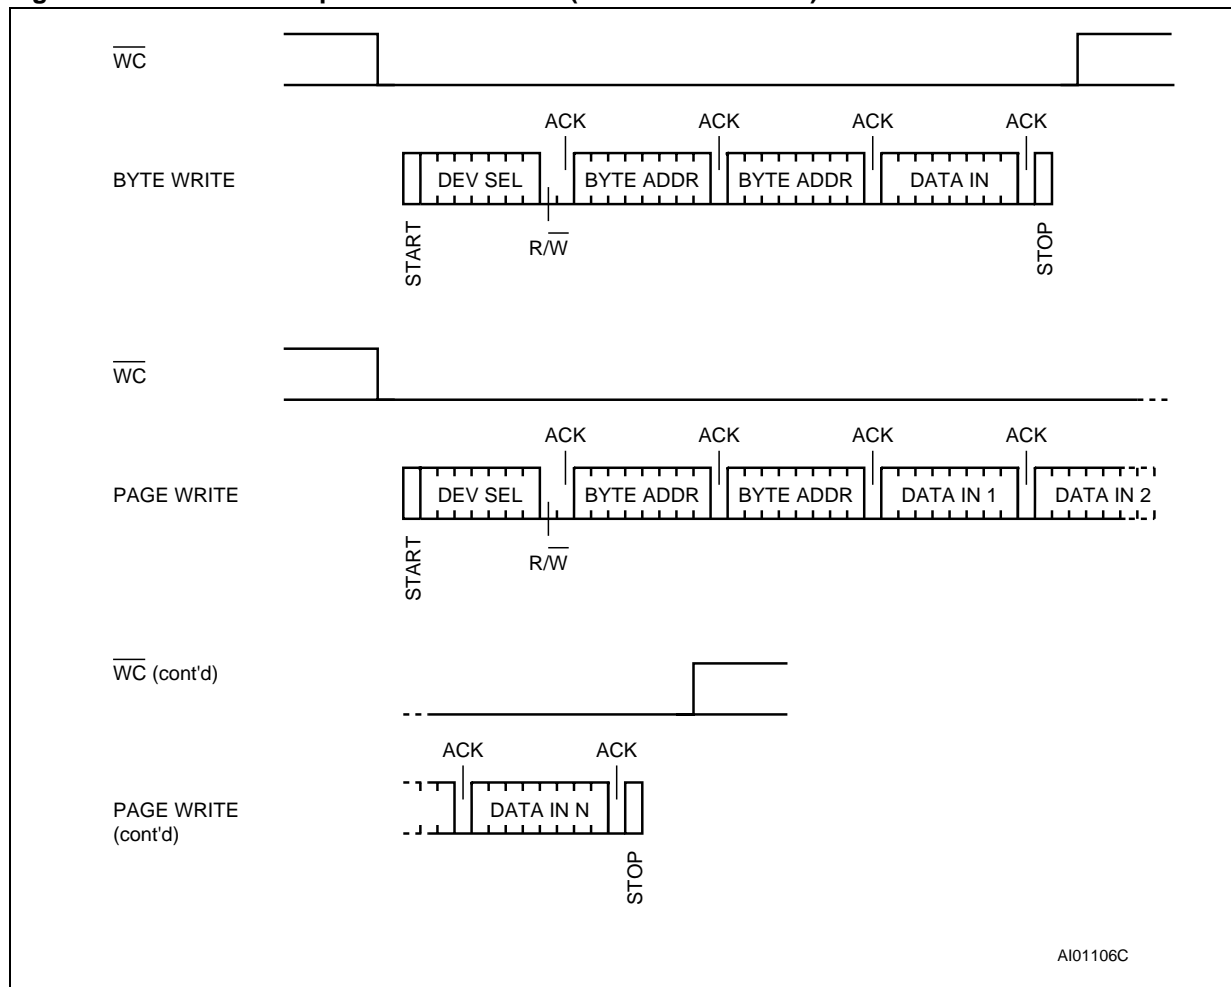 WC
ACK ACK ACK ACK
BYTE WRITE
DEV SEL BYTE ADDR BYTE ADDR DATA IN
START
R/W
STOP
WC
ACK ACK ACK ACK
PAGE WRITE
DEV SEL BYTE ADDR BYTE ADDR DATA IN 1 DATA IN 2
START
R/W
WC (cont'd)
ACK ACK
PAGE WRITE
(cont'd)
DATA IN N
STOP
AI01106C